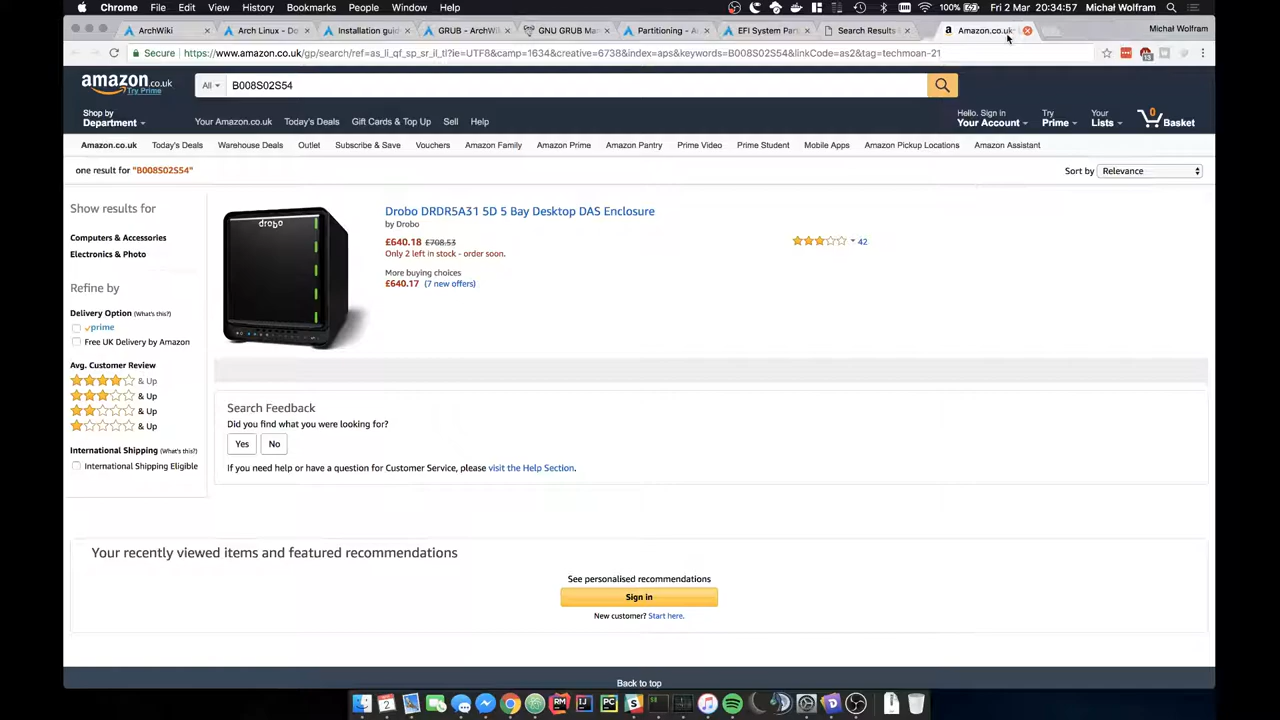 Chrome File Edit View History Bookmarks People Window Help 100% Fri 2 Mar 20:34:57 Michał Wolfram
ArchWiki Arch Linux - Do Installation guid GRUB - ArchWi GNU GRUB Man Partitioning - A EFI System Par Search Results Amazon.co.uk: Michał Wolfram
Secure https://www.amazon.co.uk/gp/search/ref=as_li_qf_sp_sr_il_tl?ie=UTF8&camp=1634&creative=6738&index=aps&keywords=B008S02S54&linkCode=as2&tag=techmoan-21
amazon.co.uk
Try Prime
All B008S02S54
Shop by
Department
Your Amazon.co.uk Today's Deals Gift Cards & Top Up Sell Help
Hello. Sign in
Your Account
Try
Prime
Your
Lists
0
Basket
Amazon.co.uk Today's Deals Warehouse Deals Outlet Subscribe & Save Vouchers Amazon Family Amazon Prime Amazon Pantry Prime Video Prime Student Mobile Apps Amazon Pickup Locations Amazon Assistant
one result for "B008S02S54"
Sort by Relevance
Show results for
Computers & Accessories
Electronics & Photo
Refine by
Delivery Option (What's this?)
prime
Free UK Delivery by Amazon
Avg. Customer Review
& Up
& Up
& Up
& Up
International Shipping (What's this?)
International Shipping Eligible
drobo
Drobo DRDR5A31 5D 5 Bay Desktop DAS Enclosure
by Drobo
£640.18 £708.53
Only 2 left in stock - order soon.
More buying choices
£640.17 (7 new offers)
42
Search Feedback
Did you find what you were looking for?
Yes No
If you need help or have a question for Customer Service, please visit the Help Section.
Your recently viewed items and featured recommendations
See personalised recommendations
Sign in
New customer? Start here.
Back to top